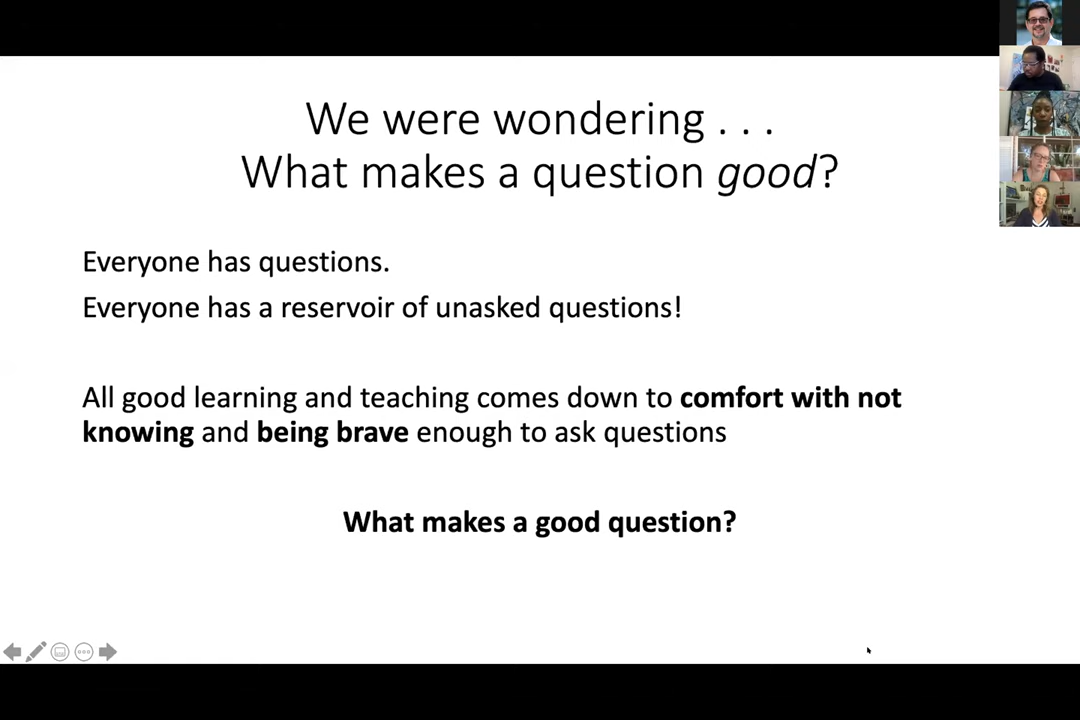 We were wondering . . .
What makes a question good?
Everyone has questions.
Everyone has a reservoir of unasked questions!
All good learning and teaching comes down to comfort with not
knowing and being brave enough to ask questions
What makes a good question?